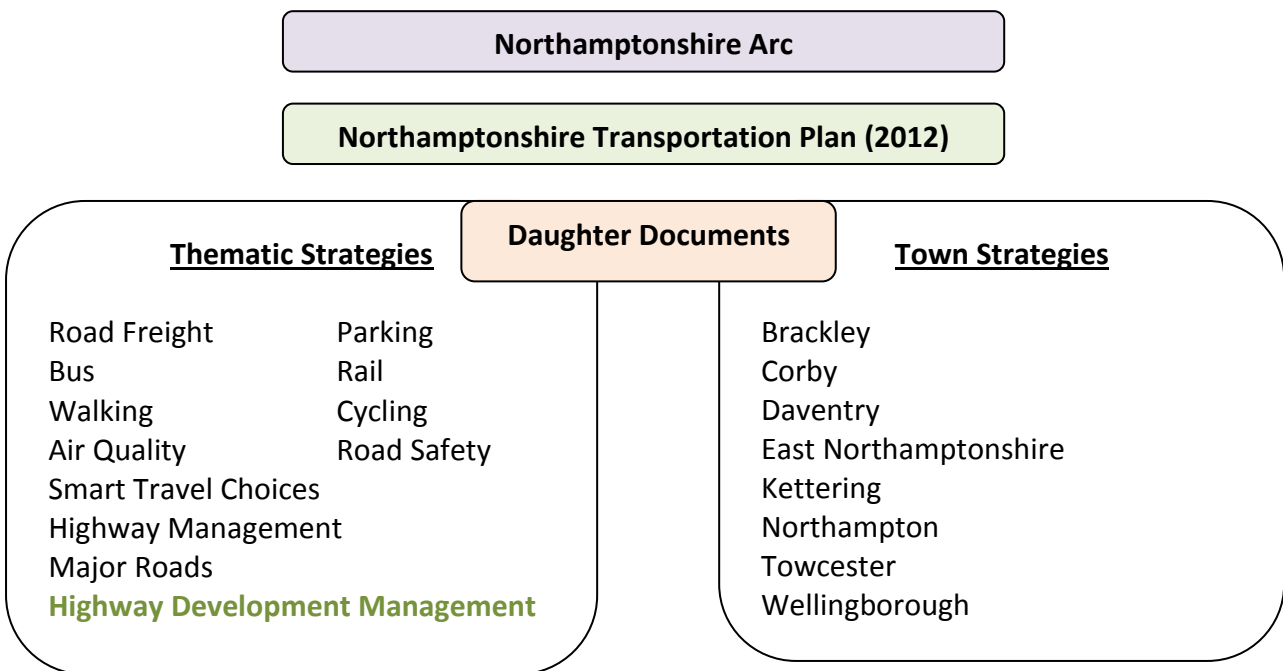 Northamptonshire Arc
Northamptonshire Transportation Plan (2012)
Daughter Documents
Thematic Strategies
Road Freight Parking
Bus Rail
Walking Cycling
Air Quality Road Safety
Smart Travel Choices
Highway Management
Major Roads
Highway Development Management
Town Strategies
Brackley
Corby
Daventry
East Northamptonshire
Kettering
Northampton
Towcester
Wellingborough